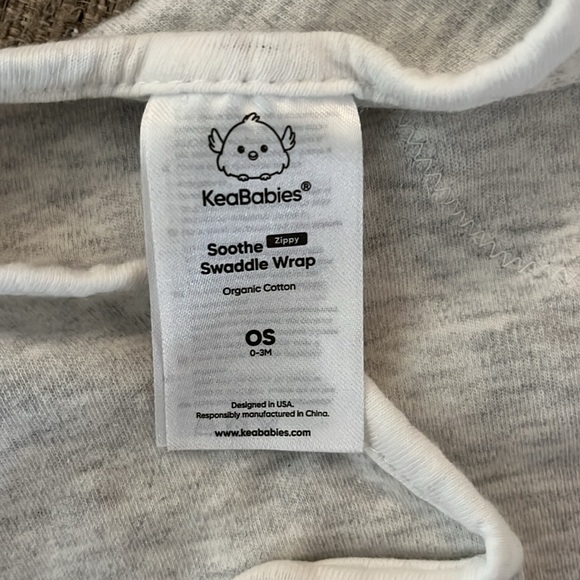 KeaBabies®
Soothe Zippy
Swaddle Wrap
Organic Cotton
OS
0-3M
Designed in USA.
Responsibly manufactured in China.
www.keababies.com